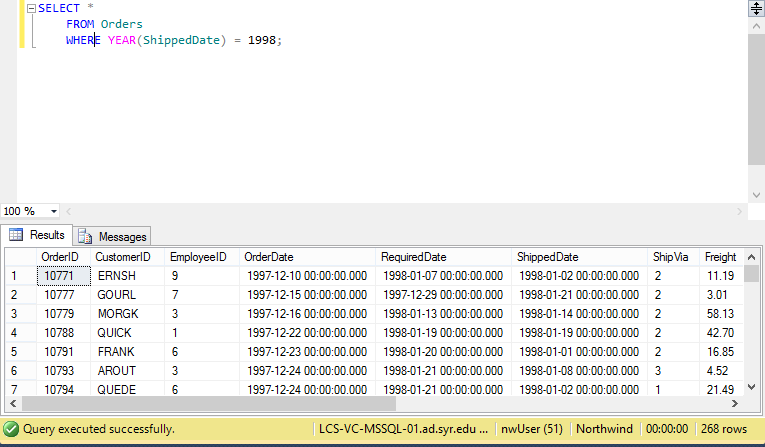 SELECT *
FROM Orders
WHERE YEAR(ShippedDate) = 1998;
100 %
Results Messages
OrderID CustomerID EmployeeID OrderDate RequiredDate ShippedDate ShipVia Freight
1 10771 ERNSH 9 1997-12-10 00:00:00.000 1998-01-07 00:00:00.000 1998-01-02 00:00:00.000 2 11.19
2 10777 GOURL 7 1997-12-15 00:00:00.000 1997-12-29 00:00:00.000 1998-01-21 00:00:00.000 2 3.01
3 10779 MORGK 3 1997-12-16 00:00:00.000 1998-01-13 00:00:00.000 1998-01-14 00:00:00.000 2 58.13
4 10788 QUICK 1 1997-12-22 00:00:00.000 1998-01-19 00:00:00.000 1998-01-19 00:00:00.000 2 42.70
5 10791 FRANK 6 1997-12-23 00:00:00.000 1998-01-20 00:00:00.000 1998-01-01 00:00:00.000 2 16.85
6 10793 AROUT 3 1997-12-24 00:00:00.000 1998-01-21 00:00:00.000 1998-01-08 00:00:00.000 3 4.52
7 10794 QUEDE 6 1997-12-24 00:00:00.000 1998-01-21 00:00:00.000 1998-01-02 00:00:00.000 1 21.49
Query executed successfully. LCS-VC-MSSQL-01.ad.syr.edu ... nwUser (51) Northwind 00:00:00 268 rows